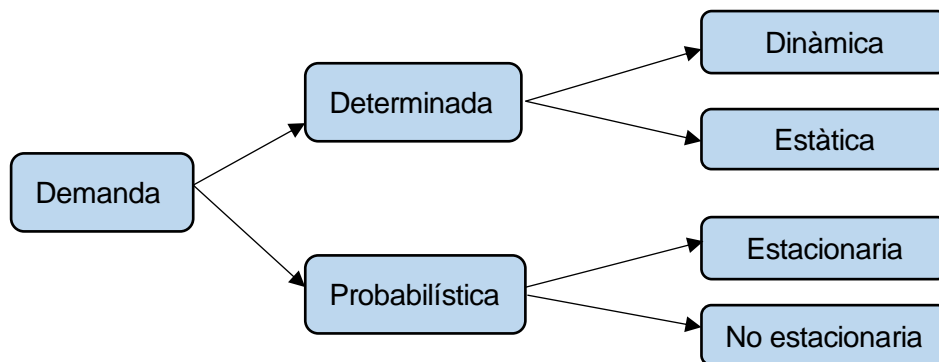 Demanda
Determinada
Dinàmica
Estàtica
Probabilística
Estacionaria
No estacionaria